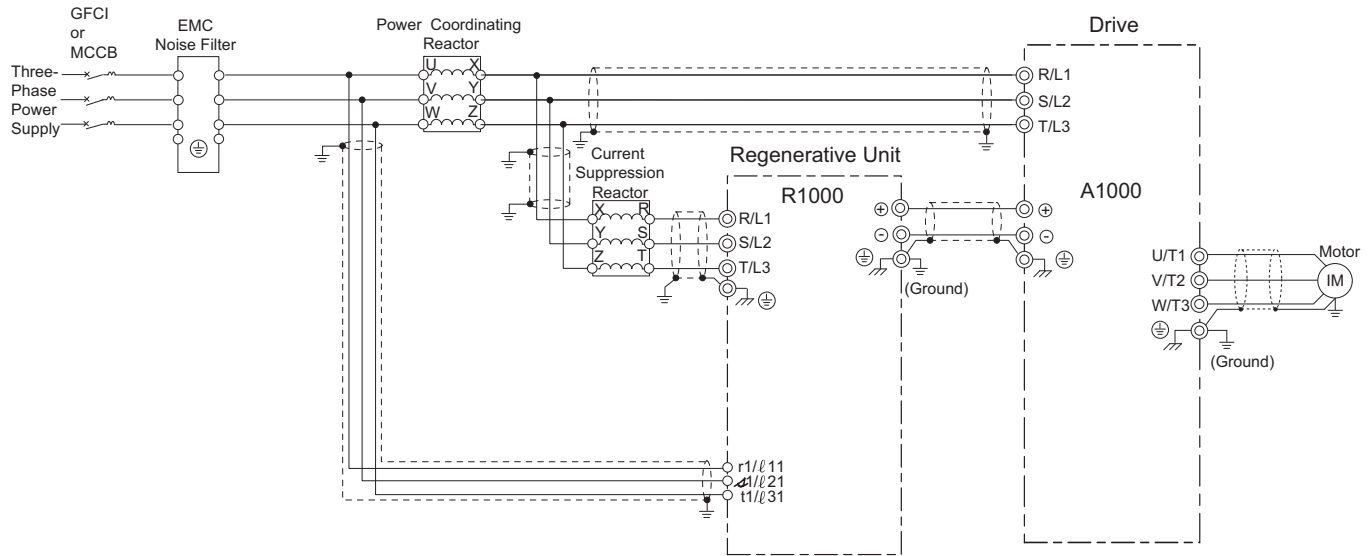 GFCI
or
MCCB
EMC
Noise Filter
Power Coordinating
Reactor
Drive
Three-
Phase
Power
Supply
U X
V Y
W Z
R/L1
S/L2
T/L3
Current
Suppression
Reactor
Regenerative Unit
R1000
A1000
X R
Y S
Z T
R/L1
S/L2
T/L3
+
-
+
-
(Ground)
U/T1
V/T2
W/T3
Motor
IM
(Ground)
r1/ℓ11
s1/ℓ21
t1/ℓ31